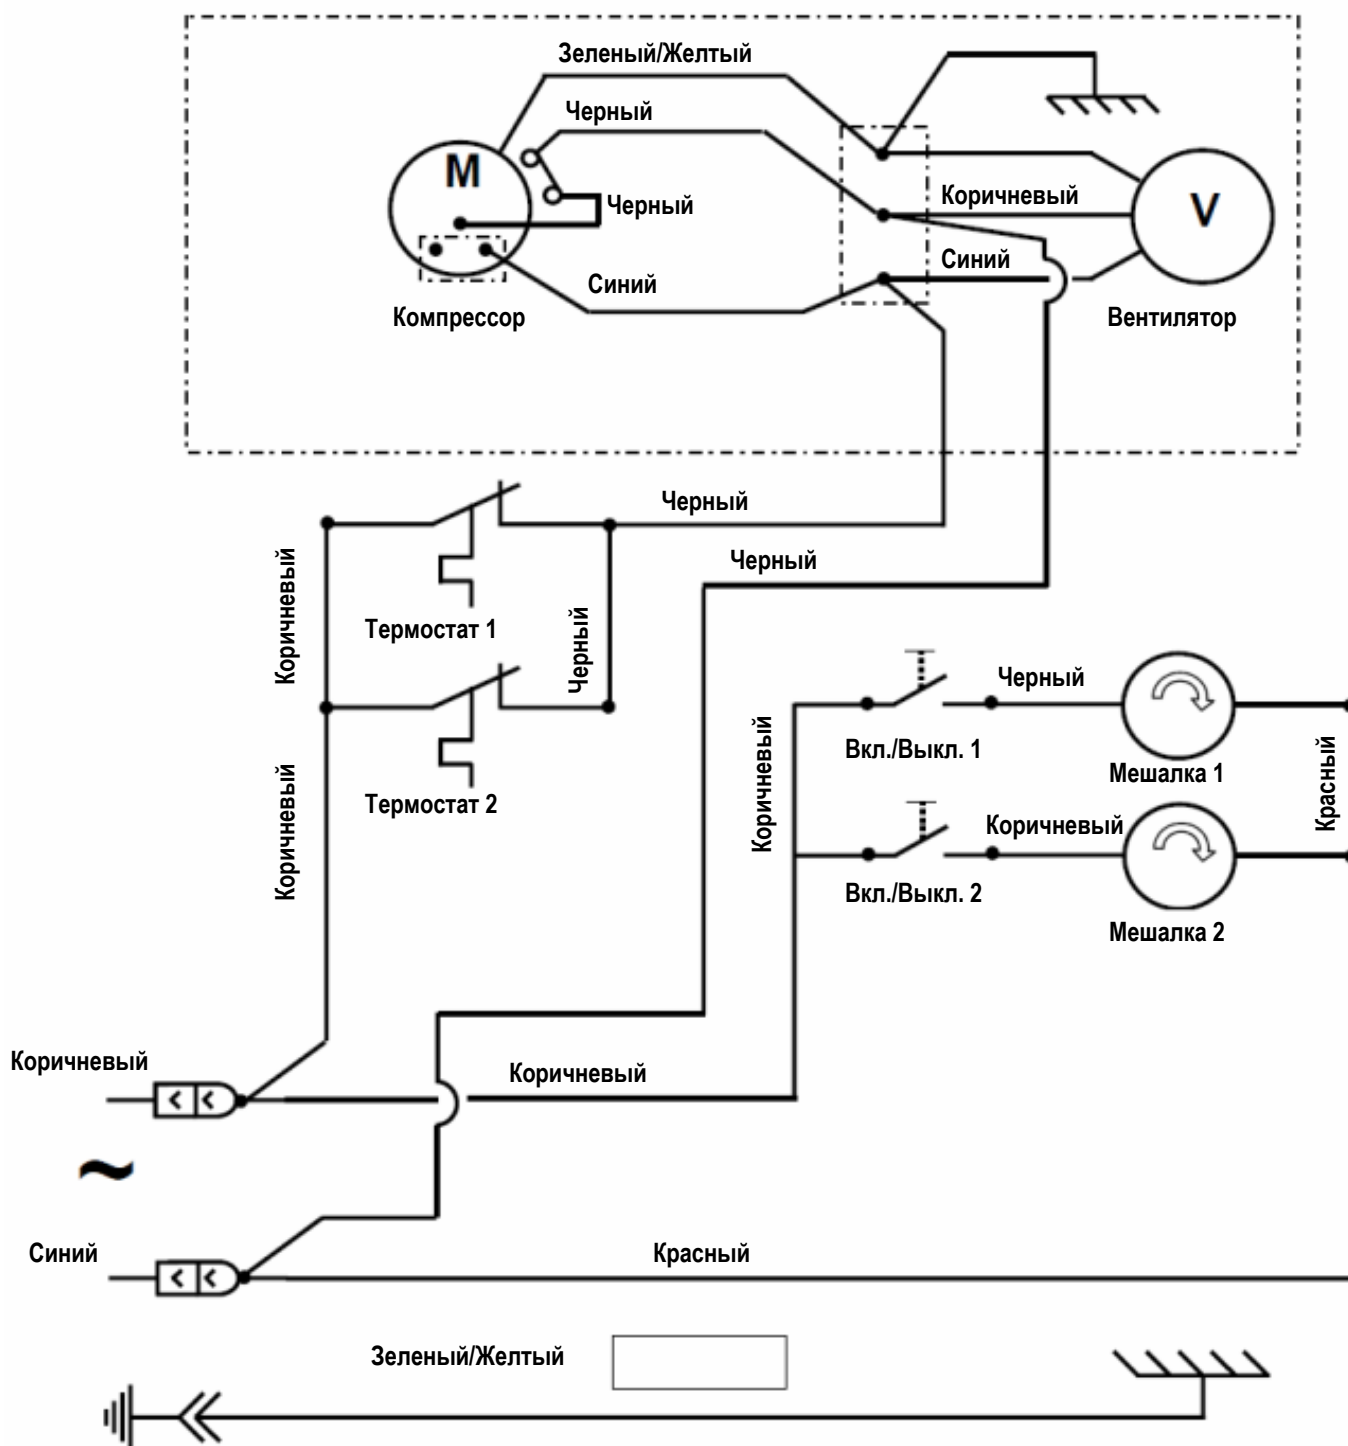 Зеленый/Желтый
Черный
M
Черный
Коричневый
V
Синий
Синий
Компрессор
Вентилятор
Черный
Черный
Коричневый
Термостат 1
Черный
Черный
Вкл./Выкл. 1
Коричневый
Мешалка 1
Красный
Коричневый
Термостат 2
Коричневый
Вкл./Выкл. 2
Мешалка 2
Коричневый
Коричневый
~
Синий
Красный
Зеленый/Желтый